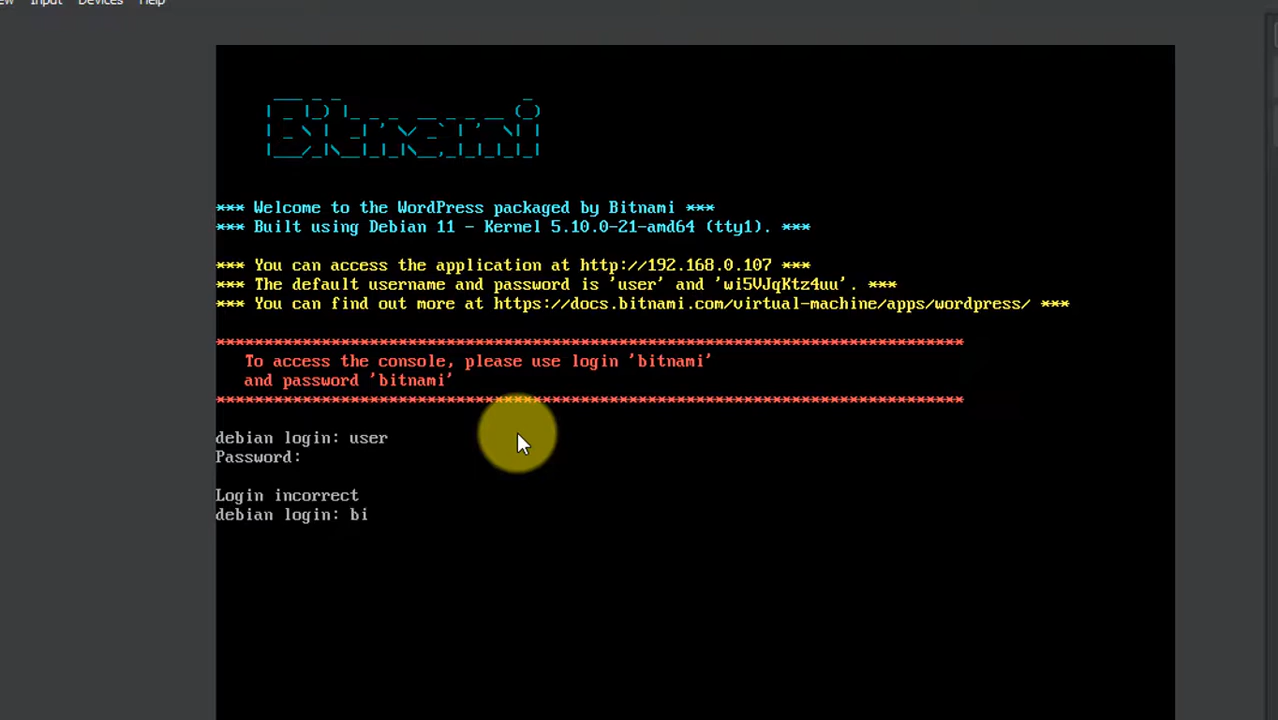 Input Devices Help
Bitnami
*** Welcome to the WordPress packaged by Bitnami ***
*** Built using Debian 11 - Kernel 5.10.0-21-amd64 (tty1). ***
*** You can access the application at http://192.168.0.107 ***
*** The default username and password is 'user' and 'wi5VJqKtz4uu'. ***
*** You can find out more at https://docs.bitnami.com/virtual-machine/apps/wordpress/ ***
******************************************************************************
To access the console, please use login 'bitnami'
and password 'bitnami'
******************************************************************************
debian login: user
Password:
Login incorrect
debian login: bi